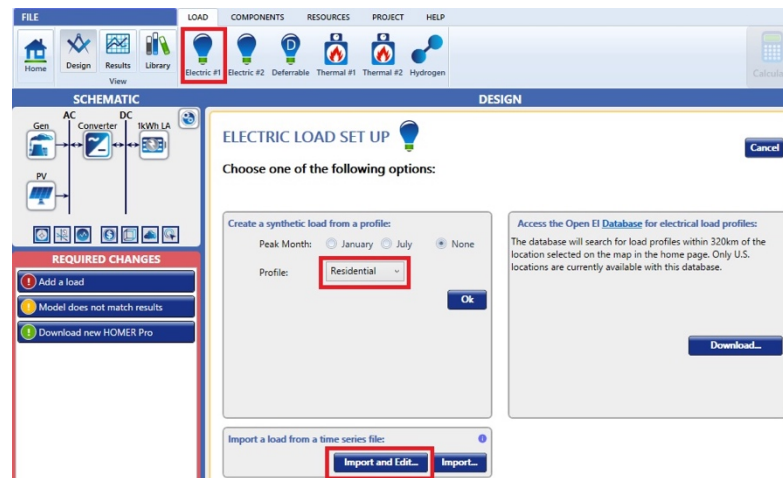 FILE
LOAD
COMPONENTS
RESOURCES
PROJECT
HELP
Home
Design
Results
Library
View
Electric #1
Electric #2
D
Deferrable
Thermal #1
Thermal #2
Hydrogen
SCHEMATIC
DESIGN
AC
DC
Gen
Converter
1kWh LA
PV
REQUIRED CHANGES
! Add a load
! Model does not match results
! Download new HOMER Pro
ELECTRIC LOAD SET UP
Cancel
Choose one of the following options:
Create a synthetic load from a profile:
Peak Month: January July None
Profile: Residential
Ok
Access the Open EI Database for electrical load profiles:
The database will search for load profiles within 320km of the
location selected on the map in the home page. Only U.S.
locations are currently available with this database.
Download...
Import a load from a time series file:
Import and Edit...
Import...